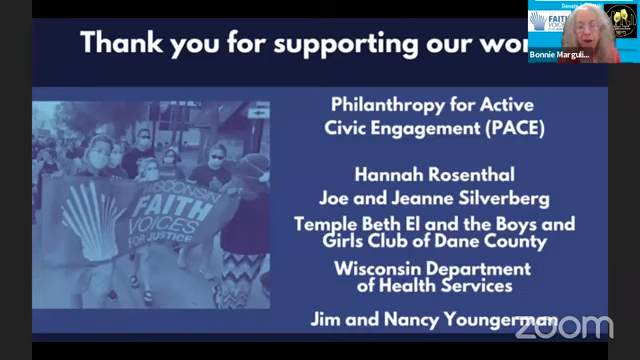 Thank you for supporting our wor
Philanthropy for Active
Civic Engagement (PACE)
Hannah Rosenthal
Joe and Jeanne Silverberg
Temple Beth El and the Boys and
Girls Club of Dane County
Wisconsin Department
of Health Services
Jim and Nancy Youngerman
WISCONSIN
FAITH
VOICES
FOR JUSTICE
FAITH
Bonnie Marguli...
zoom